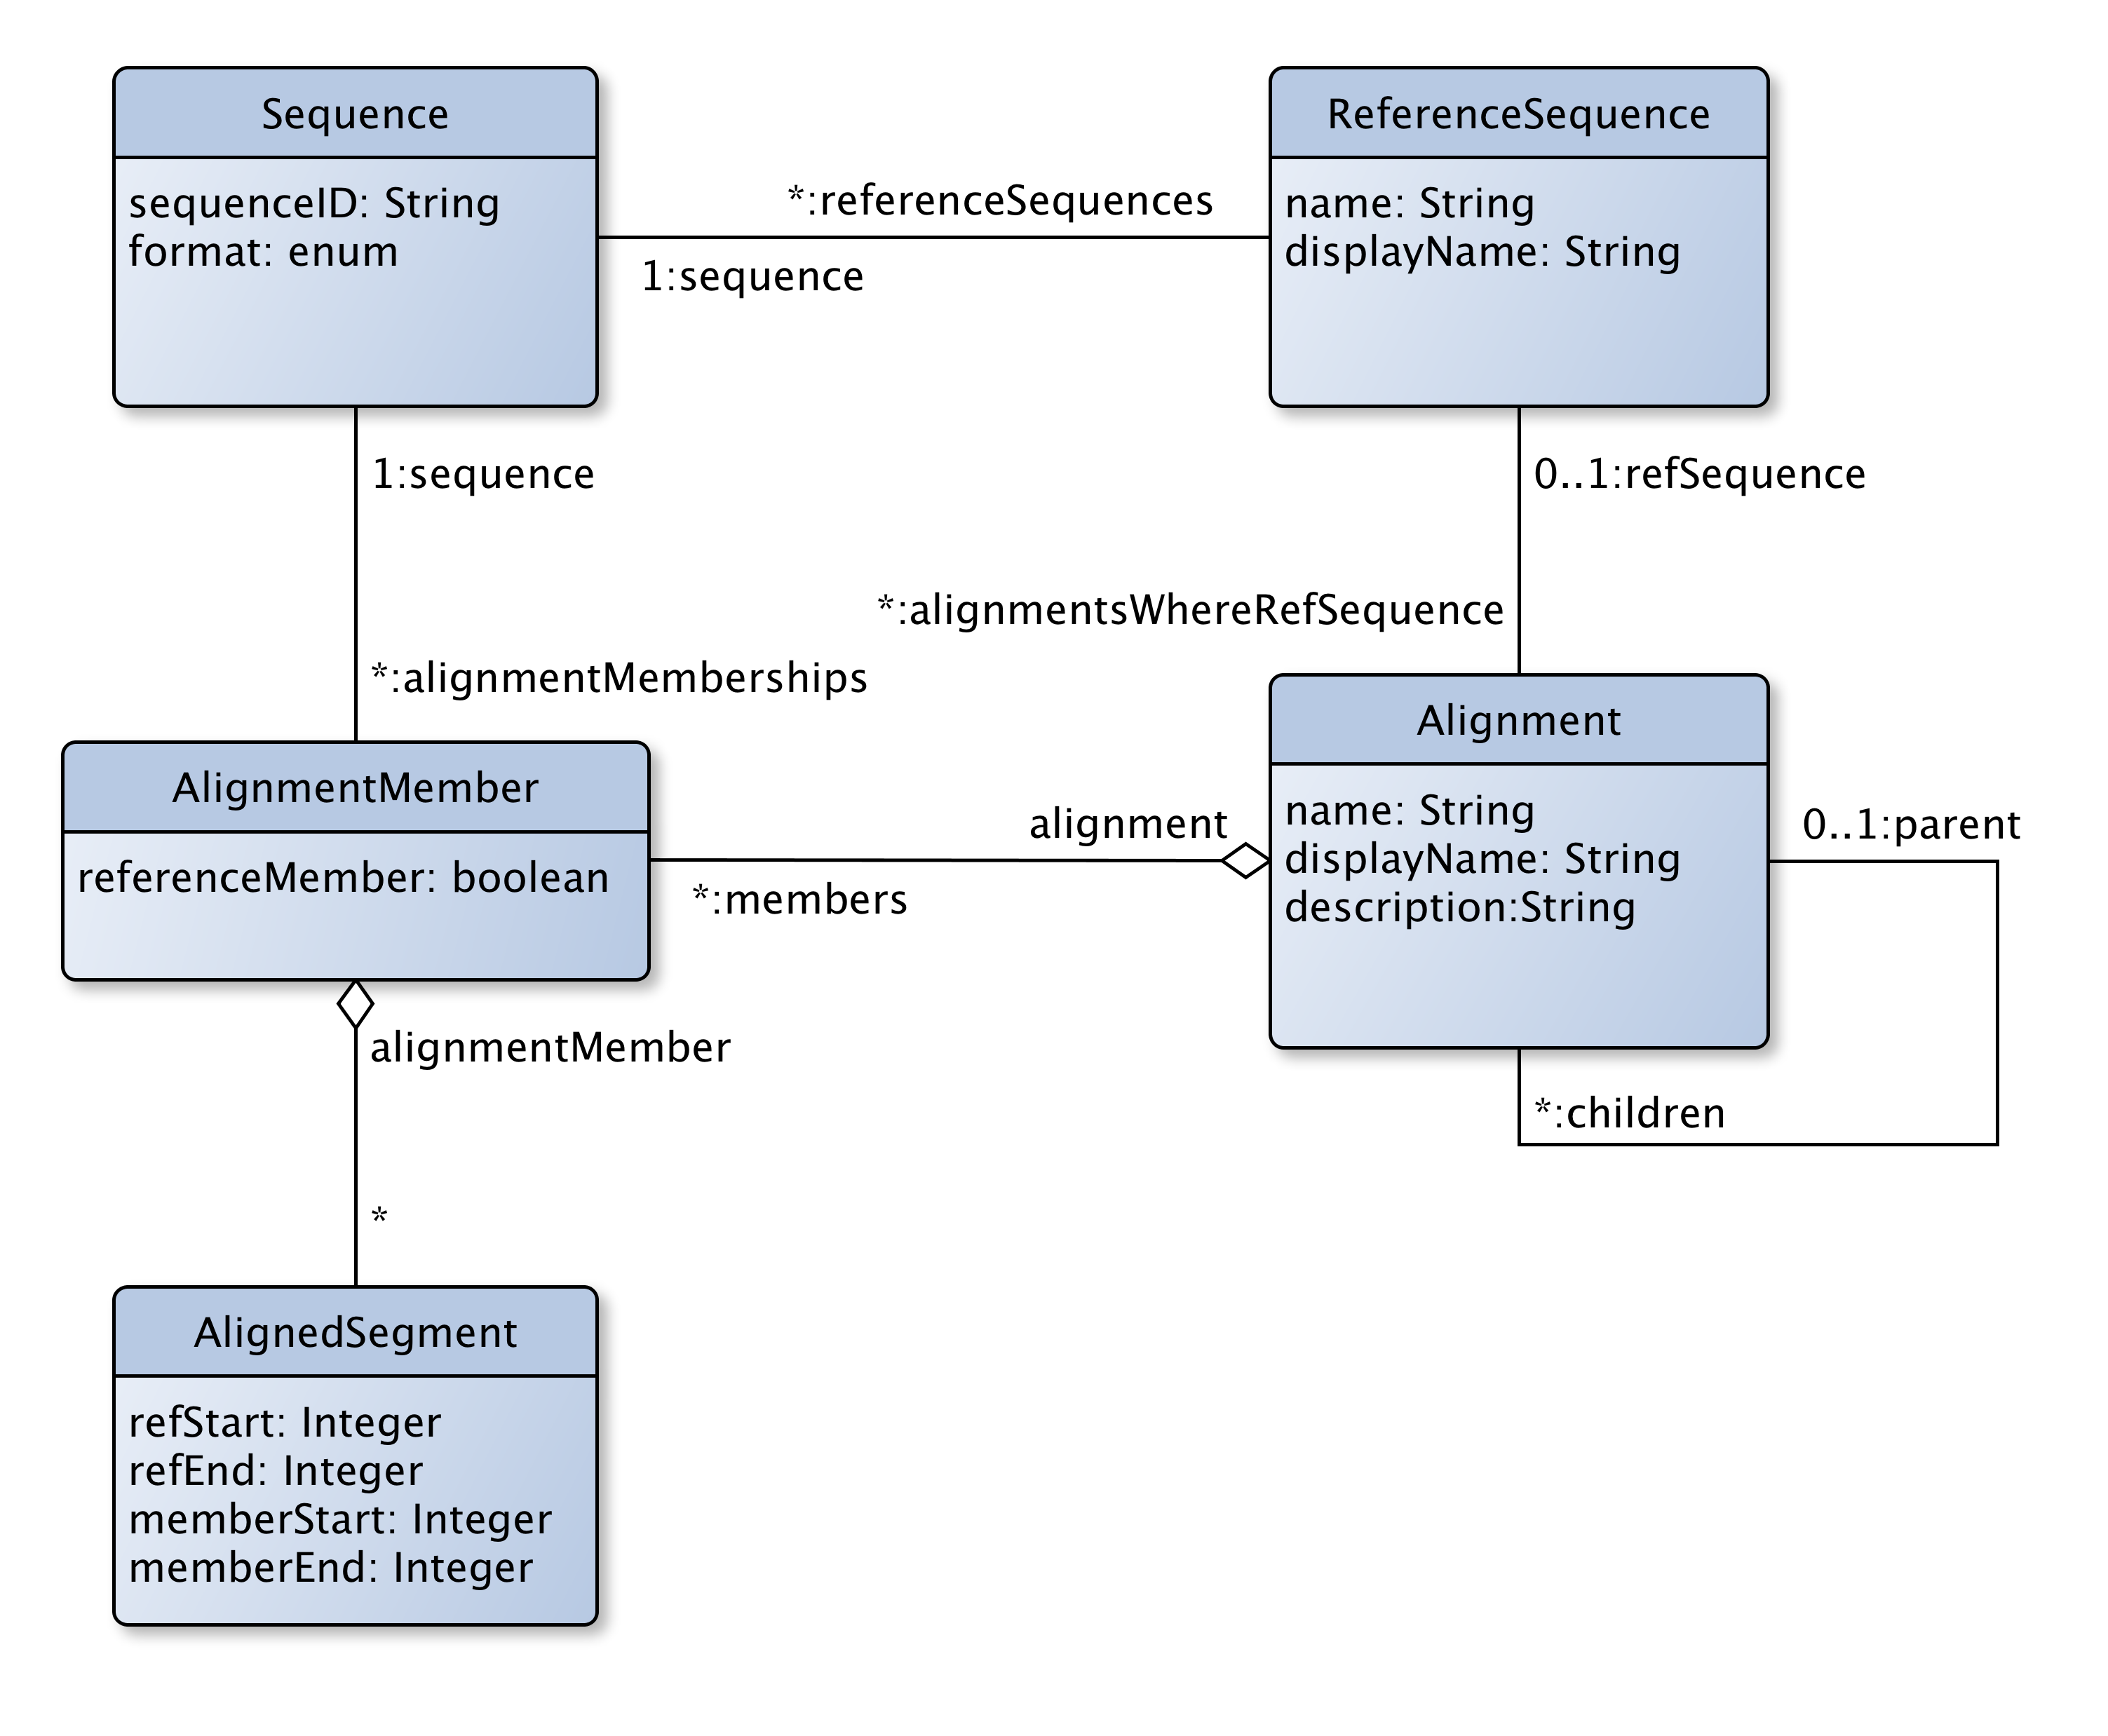 Sequence
sequenceID: String
format: enum
*:referenceSequences
1:sequence
ReferenceSequence
name: String
displayName: String
1:sequence
*:alignmentMemberships
0..1:refSequence
*:alignmentsWhereRefSequence
AlignmentMember
referenceMember: boolean
alignment
*:members
Alignment
name: String
displayName: String
description:String
0..1:parent
*:children
alignmentMember
*
AlignedSegment
refStart: Integer
refEnd: Integer
memberStart: Integer
memberEnd: Integer